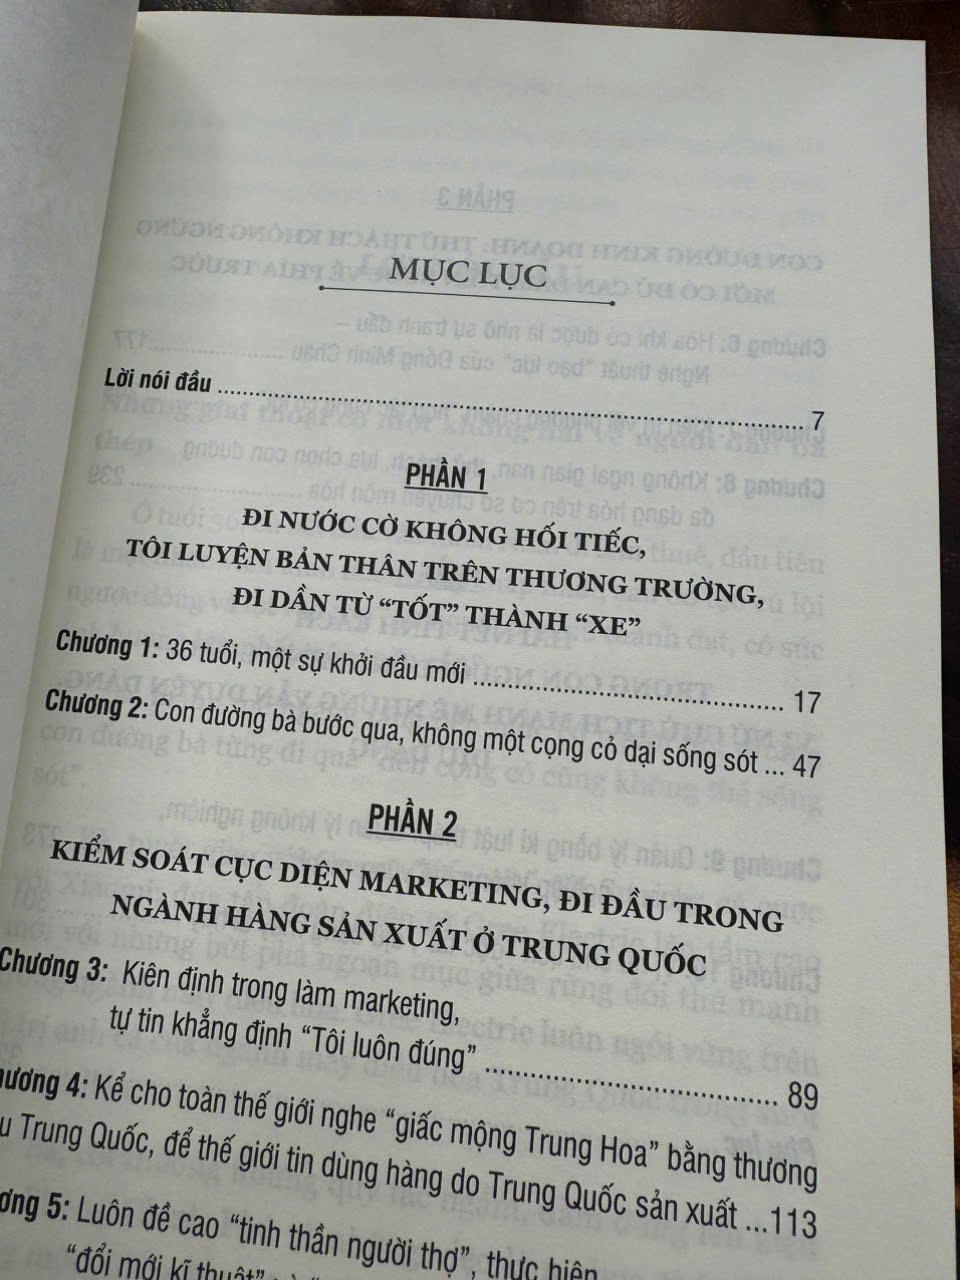 MỤC LỤC
Lời nói đầu ........ 7
PHẦN 1
ĐI NƯỚC CỜ KHÔNG HỐI TIẾC,
TÔI LUYỆN BẢN THÂN TRÊN THƯƠNG TRƯỜNG,
ĐI DẦN TỪ “TỐT” THÀNH “XE”
Chương 1: 36 tuổi, một sự khởi đầu mới ........ 17
Chương 2: Con đường bà bước qua, không một cọng cỏ dại sống sót ... 47
PHẦN 2
KIỂM SOÁT CỤC DIỆN MARKETING, ĐI ĐẦU TRONG
NGÀNH HÀNG SẢN XUẤT Ở TRUNG QUỐC
Chương 3: Kiên định trong làm marketing,
tự tin khẳng định “Tôi luôn đúng” ........ 89
hương 4: Kể cho toàn thế giới nghe “giấc mộng Trung Hoa” bằng thương
u Trung Quốc, để thế giới tin dùng hàng do Trung Quốc sản xuất ...113
ơng 5: Luôn đề cao “tinh thần người thợ”, thực hiện
“đổi mới kĩ thuật”